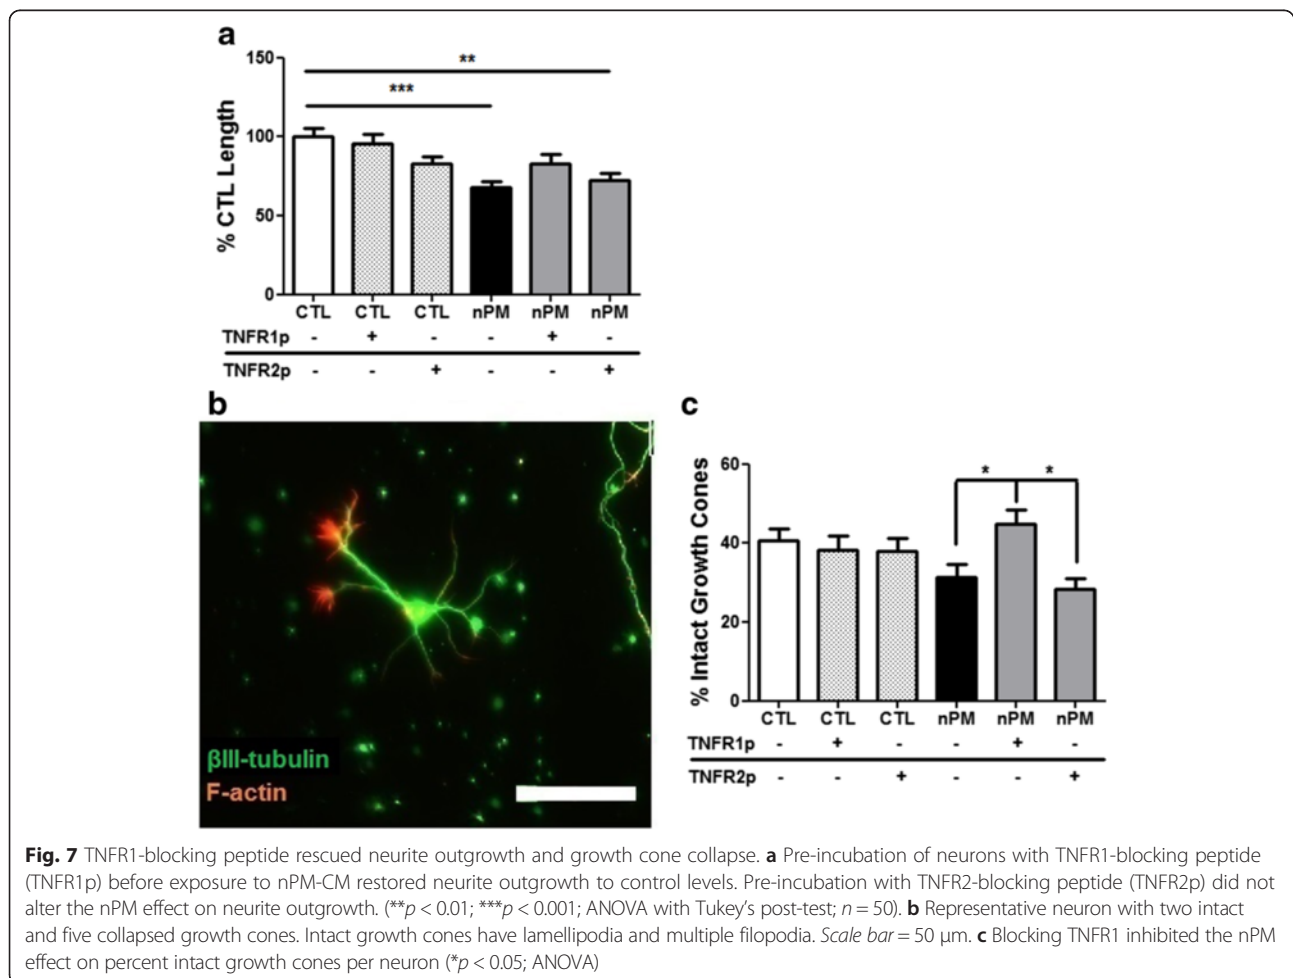 a
150
100
50
0
% CTL Length
**
***
CTL CTL CTL nPM nPM nPM
TNFR1p - + - - + -
TNFR2p - - + - - +
b
βIII-tubulin
F-actin
c
60
40
20
0
% Intact Growth Cones
* *
CTL CTL CTL nPM nPM nPM
TNFR1p - + - - + -
TNFR2p - - + - - +
Fig. 7 TNFR1-blocking peptide rescued neurite outgrowth and growth cone collapse. a Pre-incubation of neurons with TNFR1-blocking peptide
(TNFR1p) before exposure to nPM-CM restored neurite outgrowth to control levels. Pre-incubation with TNFR2-blocking peptide (TNFR2p) did not
alter the nPM effect on neurite outgrowth. (**p < 0.01; ***p < 0.001; ANOVA with Tukey's post-test; n = 50). b Representative neuron with two intact
and five collapsed growth cones. Intact growth cones have lamellipodia and multiple filopodia. Scale bar = 50 μm. c Blocking TNFR1 inhibited the nPM
effect on percent intact growth cones per neuron (*p < 0.05; ANOVA)